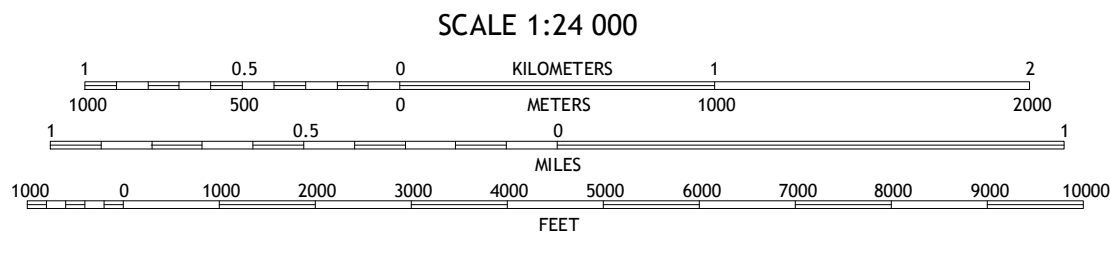 SCALE 1:24 000
1 0.5 0 KILOMETERS 1 2
1000 500 0 METERS 1000 2000
1 0.5 0 1
MILES
1000 0 1000 2000 3000 4000 5000 6000 7000 8000 9000 10000
FEET